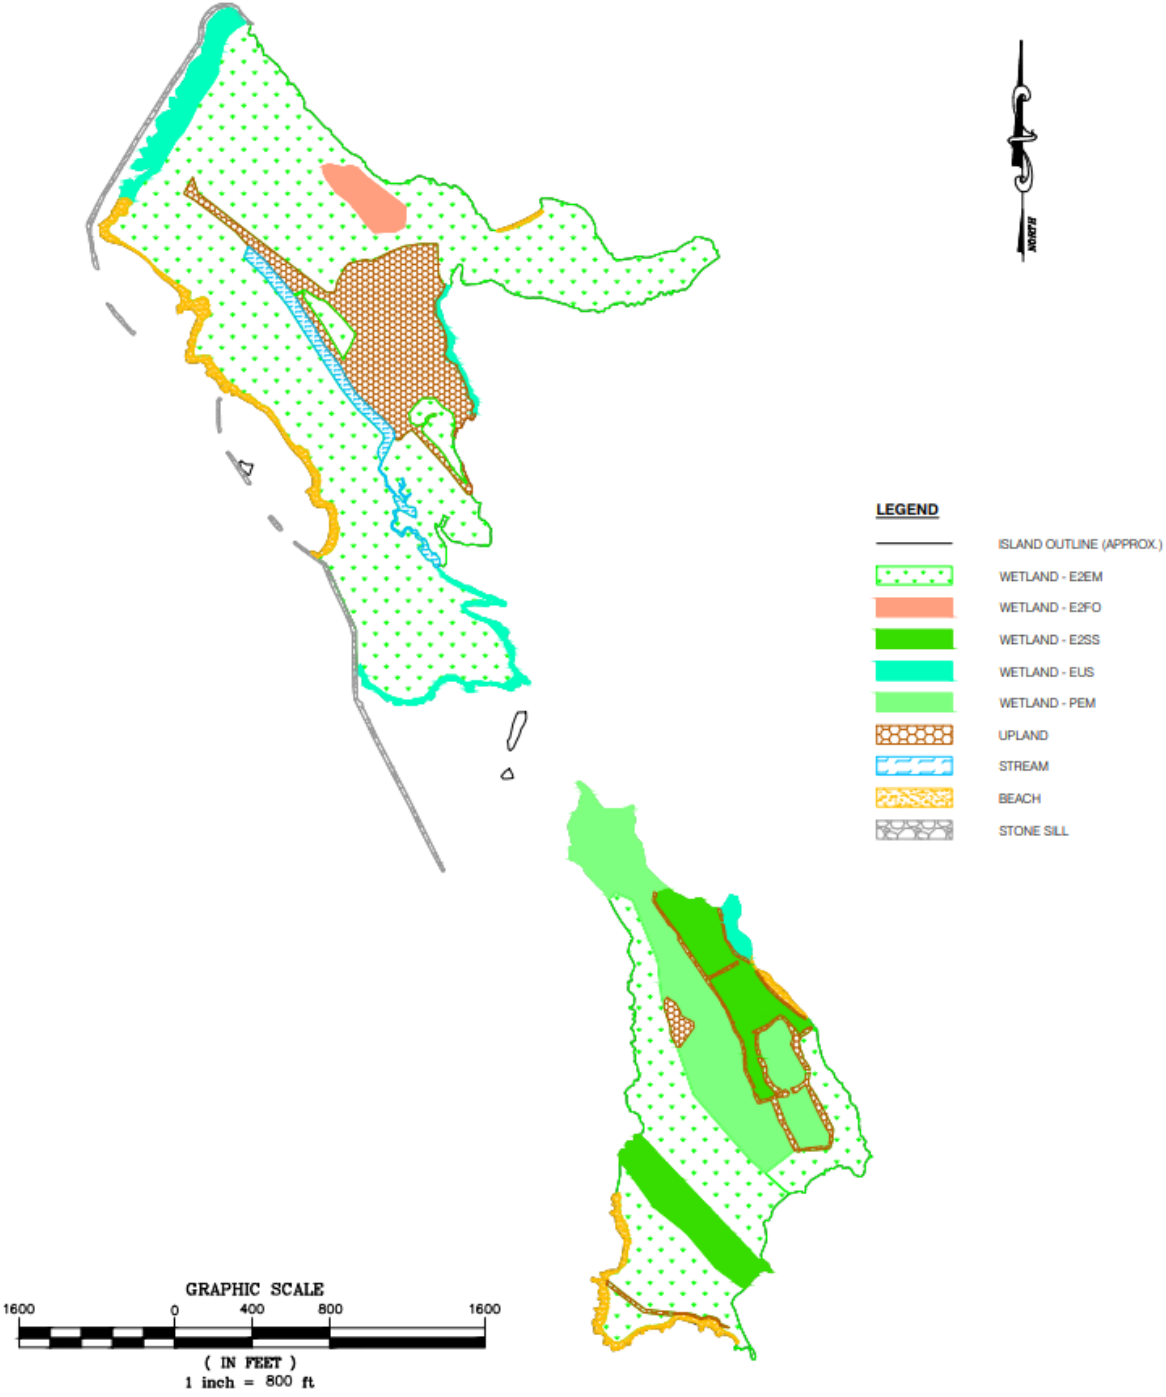 NORTH
LEGEND
ISLAND OUTLINE (APPROX.)
WETLAND - E2EM
WETLAND - E2FO
WETLAND - E2SS
WETLAND - EUS
WETLAND - PEM
UPLAND
STREAM
BEACH
STONE SILL
GRAPHIC SCALE
1600 0 400 800 1600
( IN FEET )
1 inch = 800 ft